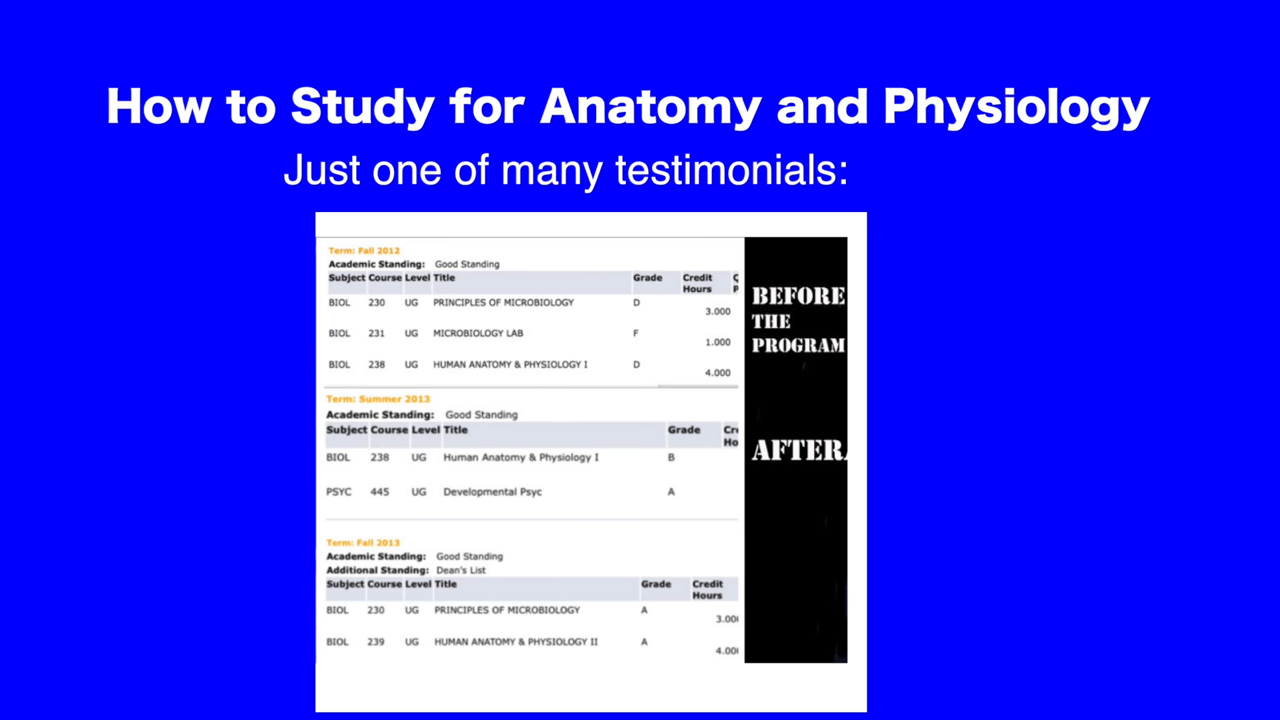 How to Study for Anatomy and Physiology
Just one of many testimonials:
Term: Fall 2012
Academic Standing: Good Standing
Subject Course Level Title Grade Credit Hours
BIOL 230 UG PRINCIPLES OF MICROBIOLOGY D 3.000
BIOL 231 UG MICROBIOLOGY LAB F 1.000
BIOL 238 UG HUMAN ANATOMY & PHYSIOLOGY I D 4.000
BEFORE
THE
PROGRAM
Term: Summer 2013
Academic Standing: Good Standing
Subject Course Level Title Grade
BIOL 238 UG Human Anatomy & Physiology I B
PSYC 445 UG Developmental Psyc A
AFTER
Term: Fall 2013
Academic Standing: Good Standing
Additional Standing: Dean's List
Subject Course Level Title Grade Credit Hours
BIOL 230 UG PRINCIPLES OF MICROBIOLOGY A 3.00
BIOL 239 UG HUMAN ANATOMY & PHYSIOLOGY II A 4.00